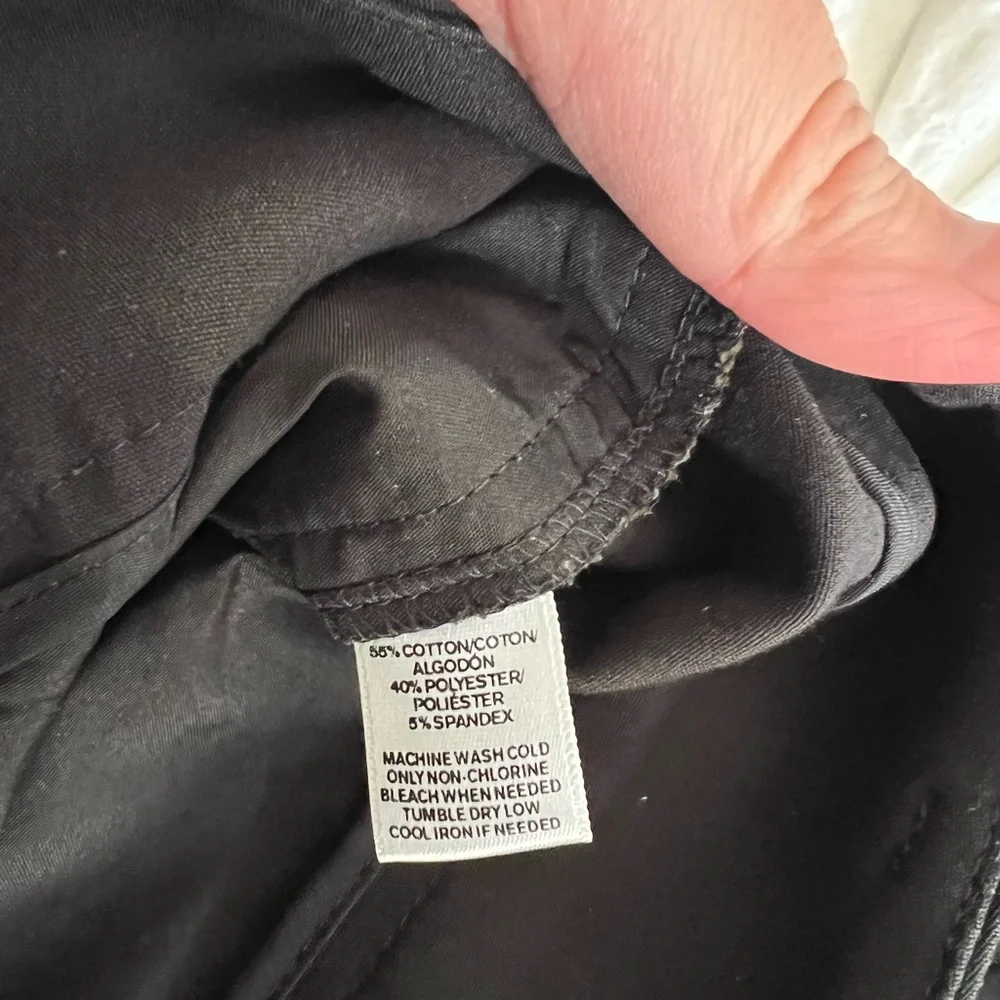 55% COTTON/COTON/
ALGODÓN
40% POLYESTER/
POLIÉSTER
5% SPANDEX
MACHINE WASH COLD
ONLY NON-CHLORINE
BLEACH WHEN NEEDED
TUMBLE DRY LOW
COOL IRON IF NEEDED